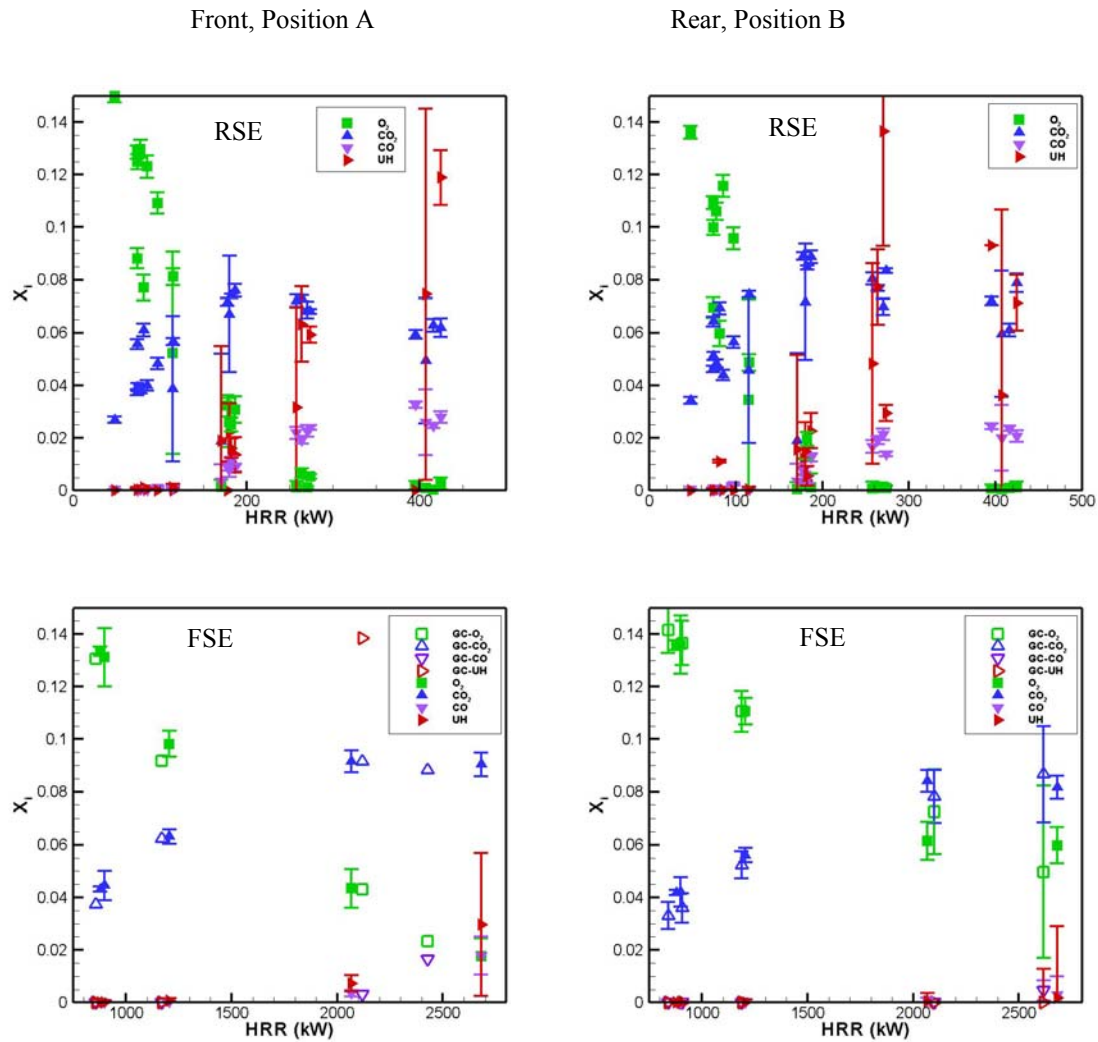 Front, Position A
Rear, Position B
RSE
O₂
CO₂
CO
UH
0.14
0.12
0.1
0.08
0.06
0.04
0.02
0
Xᵢ
0 200 400
HRR (kW)
RSE
O₂
CO₂
CO
UH
0.14
0.12
0.1
0.08
0.06
0.04
0.02
0
Xᵢ
0 100 200 300 400 500
HRR (kW)
FSE
GC-O₂
GC-CO₂
GC-CO
GC-UH
O₂
CO₂
CO
UH
0.14
0.12
0.1
0.08
0.06
0.04
0.02
0
Xᵢ
1000 1500 2000 2500
HRR (kW)
FSE
GC-O₂
GC-CO₂
GC-CO
GC-UH
O₂
CO₂
CO
UH
0.14
0.12
0.1
0.08
0.06
0.04
0.02
0
Xᵢ
1000 1500 2000 2500
HRR (kW)